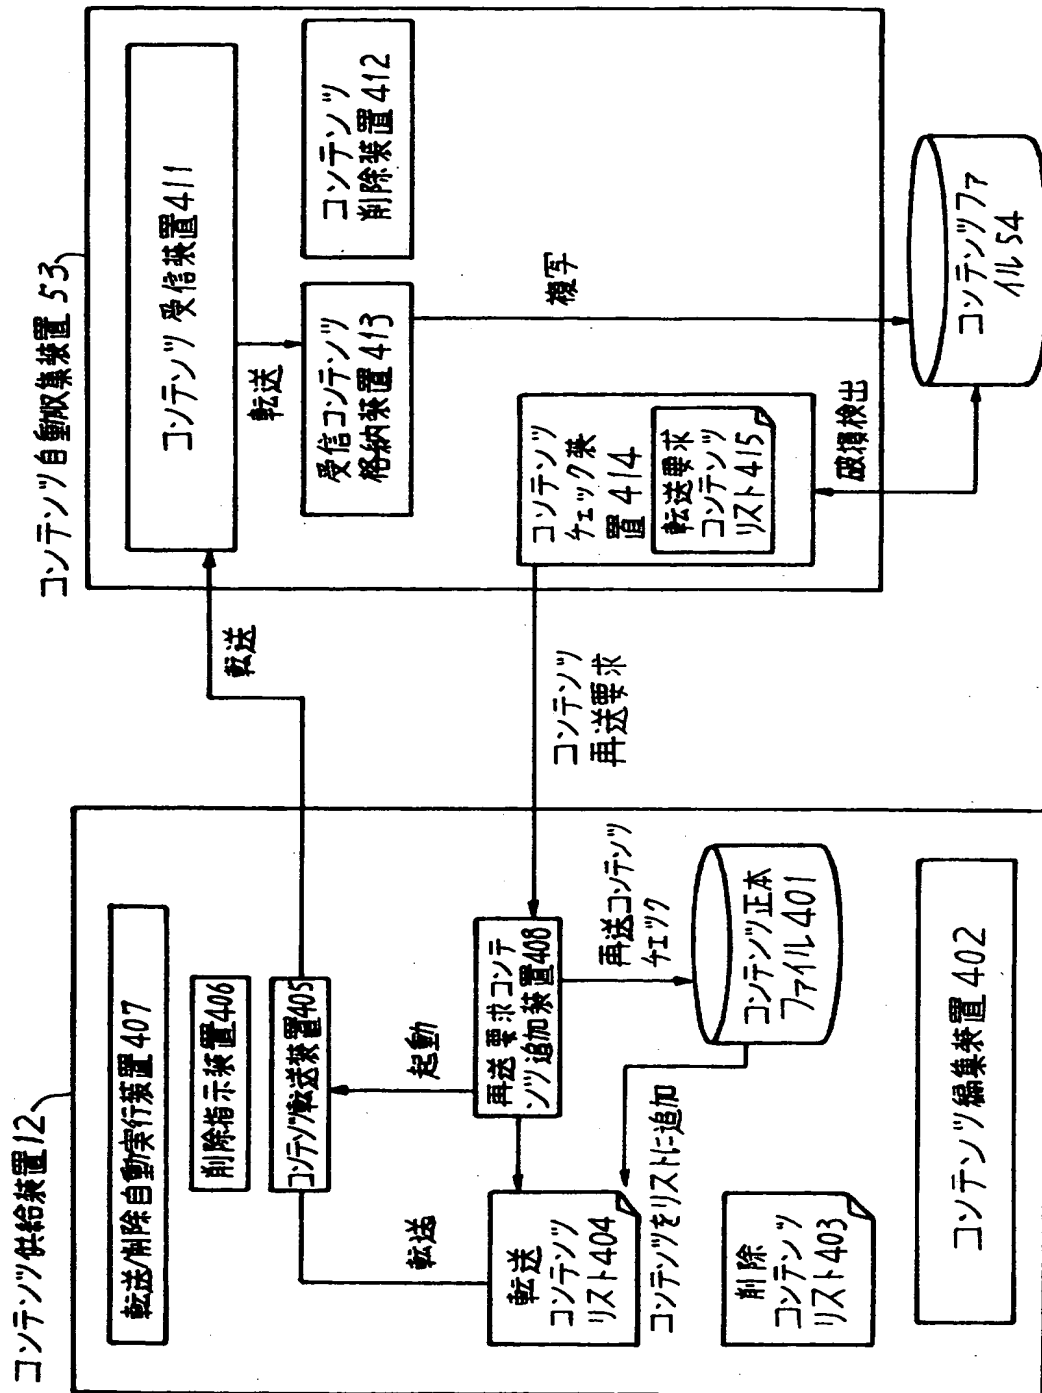 コンテンツ供給装置12
転送/削除自動実行装置407
削除指示装置406
コンテンツ転送装置405
転送
起動
転送
コンテンツ
リスト404
再送要求コンテ
ンツ追加装置408
再送コンテンツ
チェック
コンテンツをリストに追加
コンテンツ正本
ファイル401
削除
コンテンツ
リスト403
コンテンツ編集装置402
転送
コンテンツ
再送要求
コンテンツ自動収集装置53
コンテンツ受信装置411
転送
受信コンテンツ
格納装置413
コンテンツ
削除装置412
複写
コンテンツ
チェック装
置414
転送要求
コンテンツ
リスト415
破損検出
コンテンツファ
イル54